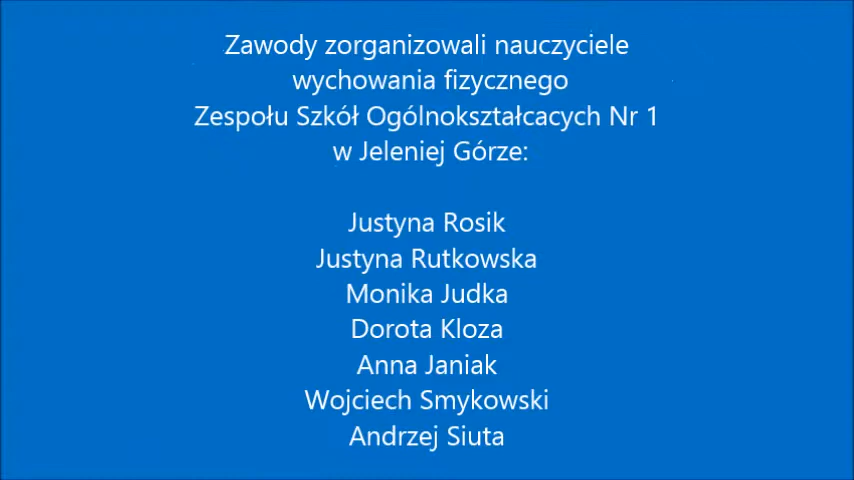 Zawody zorganizowali nauczyciele
wychowania fizycznego
Zespołu Szkół Ogólnokształcacych Nr 1
w Jeleniej Górze:
Justyna Rosik
Justyna Rutkowska
Monika Judka
Dorota Kloza
Anna Janiak
Wojciech Smykowski
Andrzej Siuta